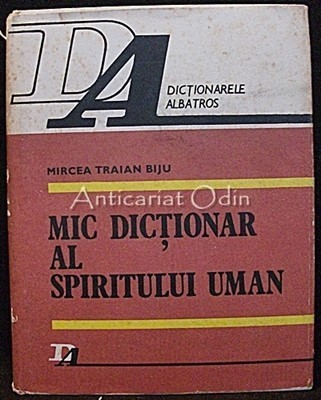 DA
DICȚIONARELE
ALBATROS
MIRCEA TRAIAN BIJU
Anticariat Odin
MIC DICȚIONAR
AL
SPIRITULUI UMAN
DA